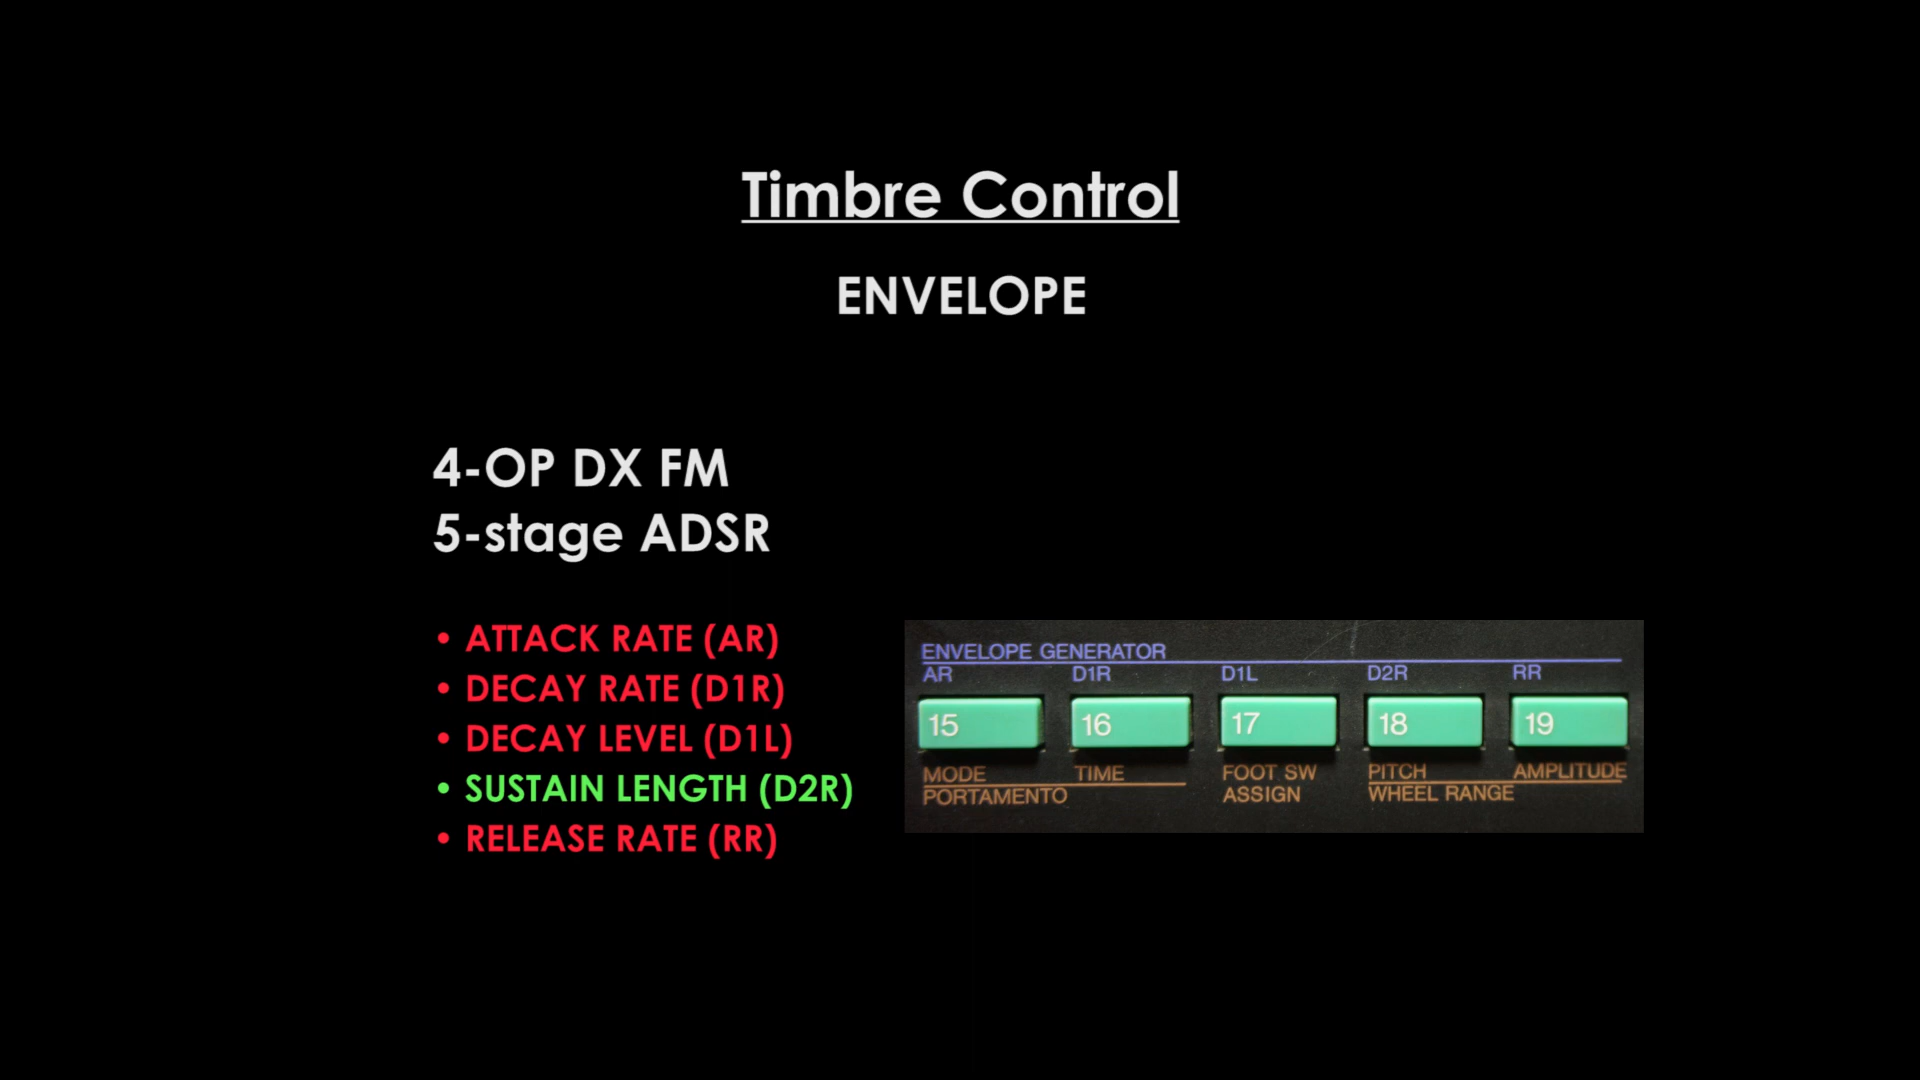 Timbre Control
ENVELOPE
4-OP DX FM
5-stage ADSR
• ATTACK RATE (AR)
• DECAY RATE (D1R)
• DECAY LEVEL (D1L)
• SUSTAIN LENGTH (D2R)
• RELEASE RATE (RR)
ENVELOPE GENERATOR
AR D1R D1L D2R RR
15 16 17 18 19
MODE TIME FOOT SW PITCH AMPLITUDE
PORTAMENTO ASSIGN WHEEL RANGE